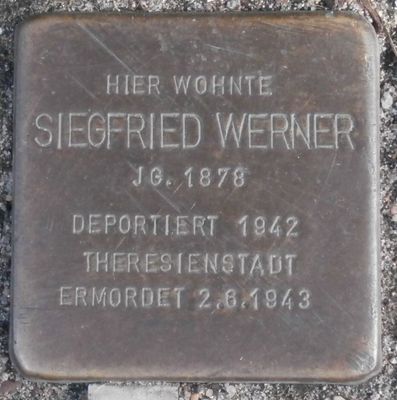 HIER WOHNTE
SIEGFRIED WERNER
JG. 1878
DEPORTIERT 1942
THERESIENSTADT
ERMORDET 2.6.1943